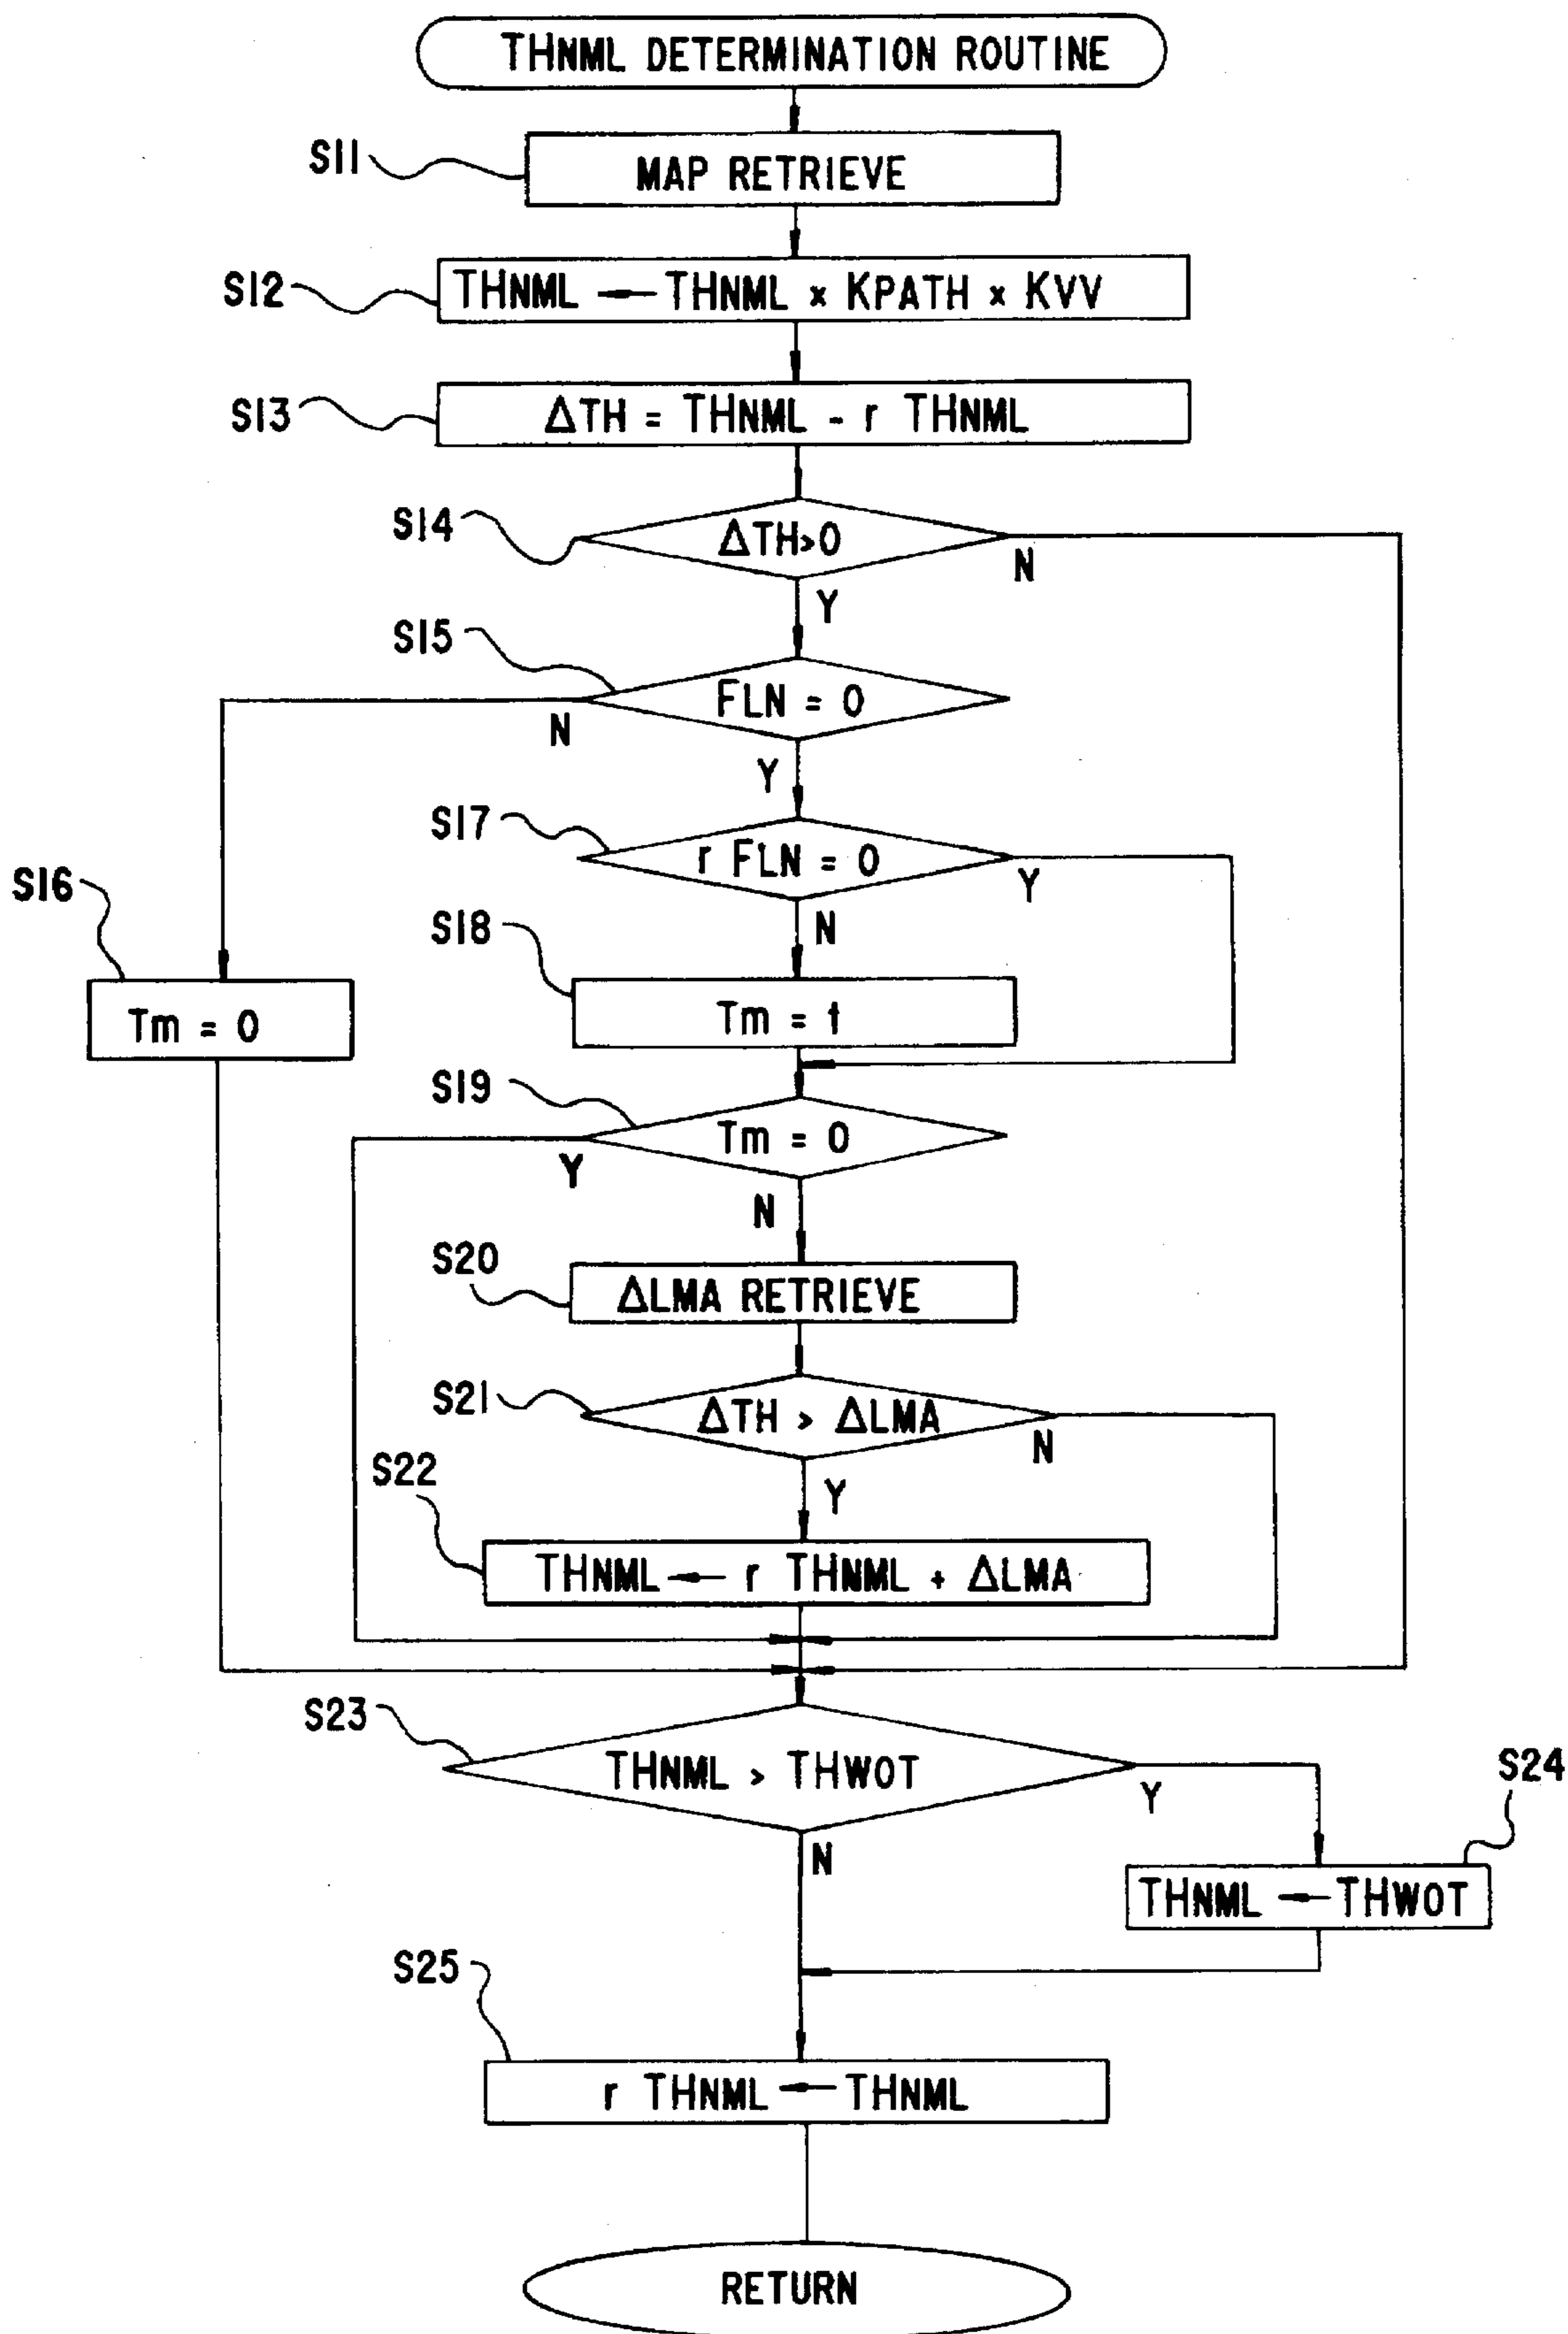 THNML DETERMINATION ROUTINE
S11
MAP RETRIEVE
S12
THNML ← THNML x KPATH x KVV
S13
ΔTH = THNML - r THNML
S14
ΔTH>0
N
Y
S15
FLN = 0
N
Y
S17
r FLN = 0
Y
S16
N
S18
Tm = 0
Tm = t
S19
Tm = 0
Y
N
S20
ΔLMA RETRIEVE
S21
ΔTH > ΔLMA
N
S22
Y
THNML ← r THNML + ΔLMA
S23
THNML > THWOT
Y
S24
N
THNML ← THWOT
S25
r THNML ← THNML
RETURN